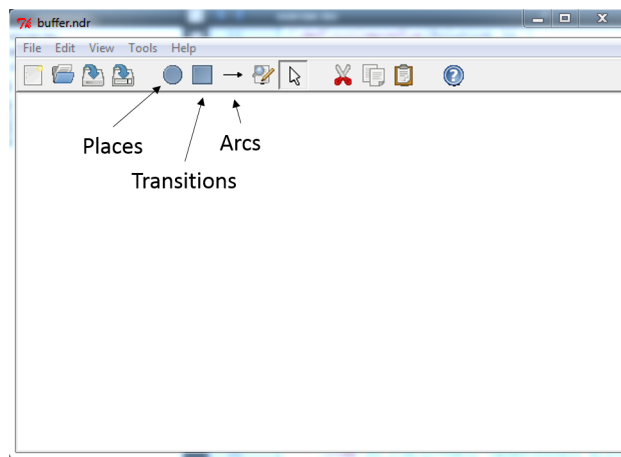 buffer.ndr
File Edit View Tools Help
Places
Arcs
Transitions